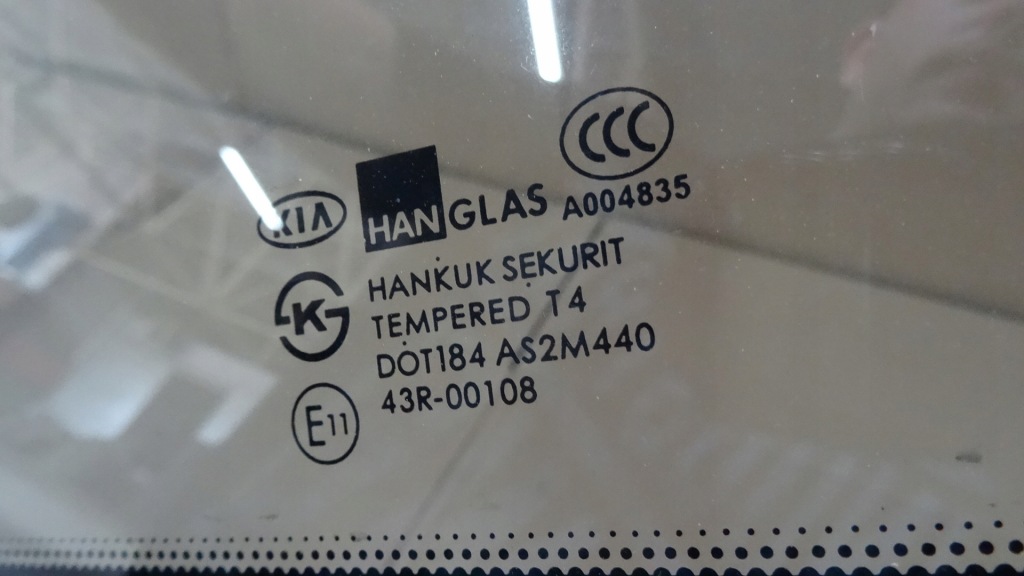 CCC
KIA HANGLAS A004835
HANKUK SEKURIT
K
TEMPERED T4
DOT184 AS2M440
E11 43R-00108